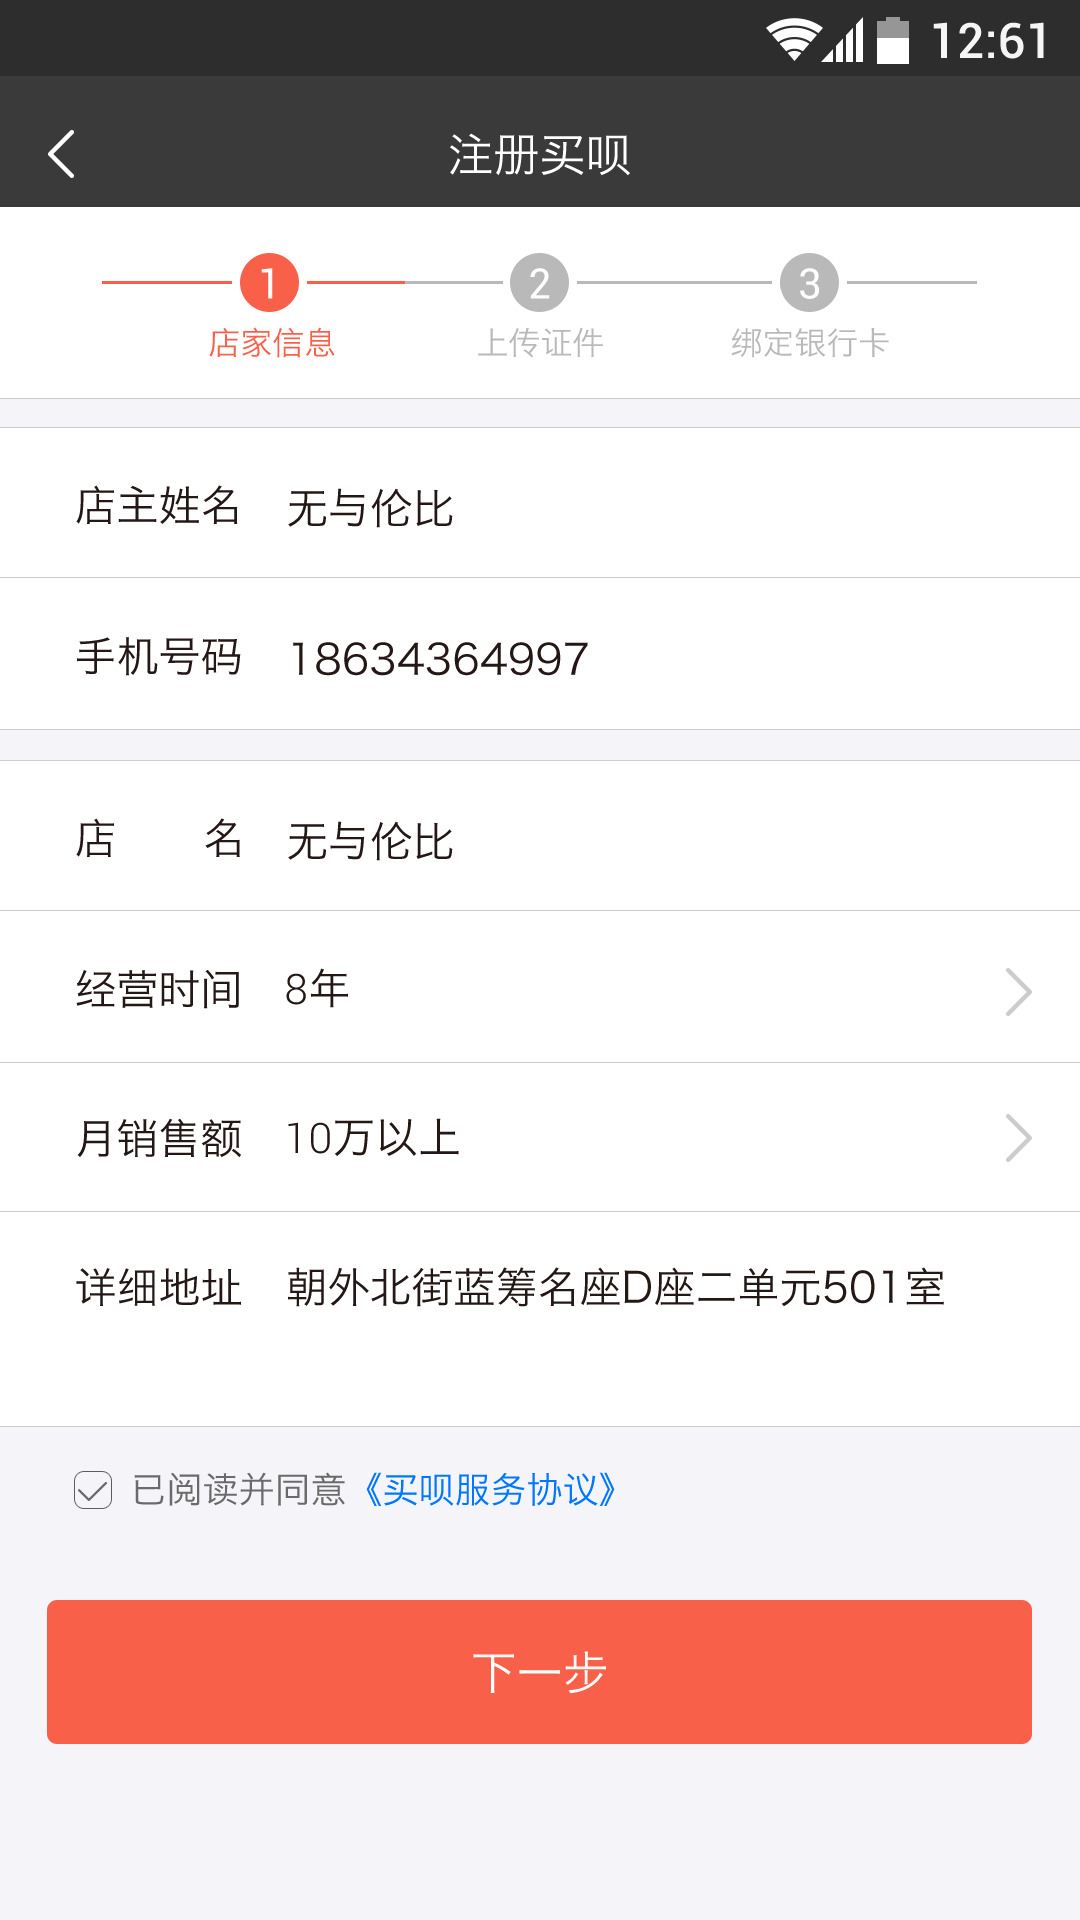 12:61
注册买呗
1 2 3
店家信息 上传证件 绑定银行卡
店主姓名 无与伦比
手机号码 18634364997
店 名 无与伦比
经营时间 8年
月销售额 10万以上
详细地址 朝外北街蓝筹名座D座二单元501室
已阅读并同意《买呗服务协议》
下一步